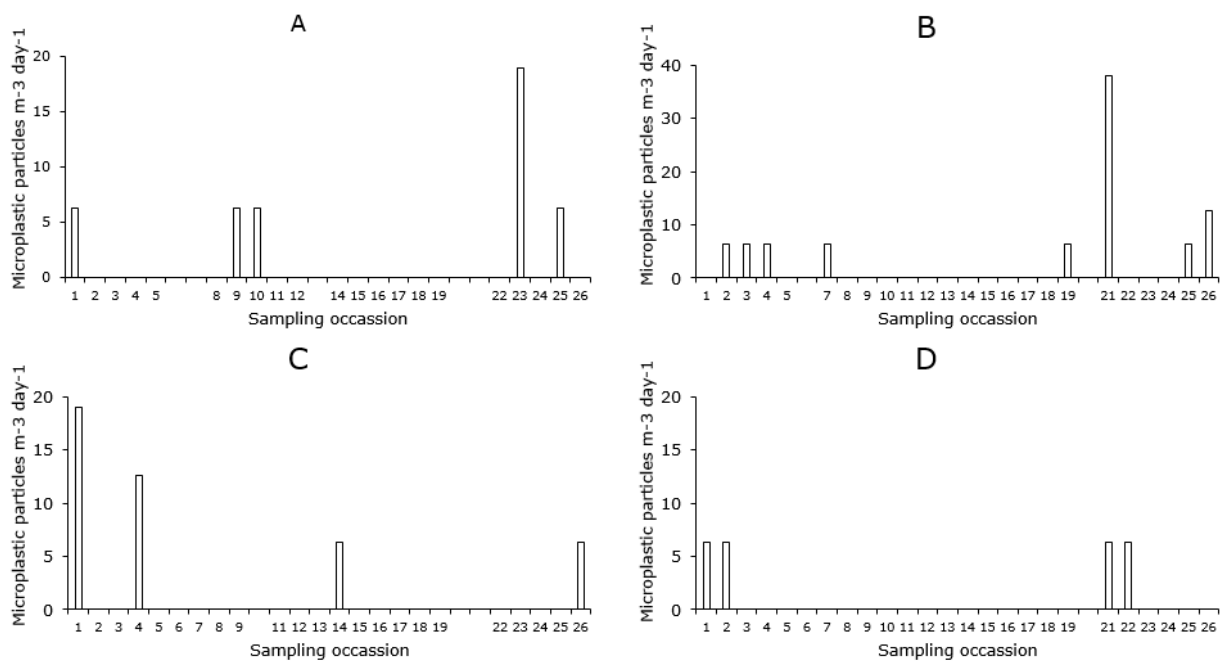 A
Microplastic particles m-3 day-1
20
15
10
5
0
1 2 3 4 5 8 9 10 11 12 14 15 16 17 18 19 22 23 24 25 26
Sampling occassion
B
Microplastic particles m-3 day-1
40
30
20
10
0
1 2 3 4 5 7 8 9 10 11 12 13 14 15 16 17 18 19 21 22 23 24 25 26
Sampling occassion
C
Microplastic particles m-3 day-1
20
15
10
5
0
1 2 3 4 5 6 7 8 9 11 12 13 14 15 16 17 18 19 22 23 24 25 26
Sampling occassion
D
Microplastic particles m-3 day-1
20
15
10
5
0
1 2 3 4 5 6 7 8 9 10 11 12 13 14 15 16 17 18 19 21 22 23 24 25 26
Sampling occassion